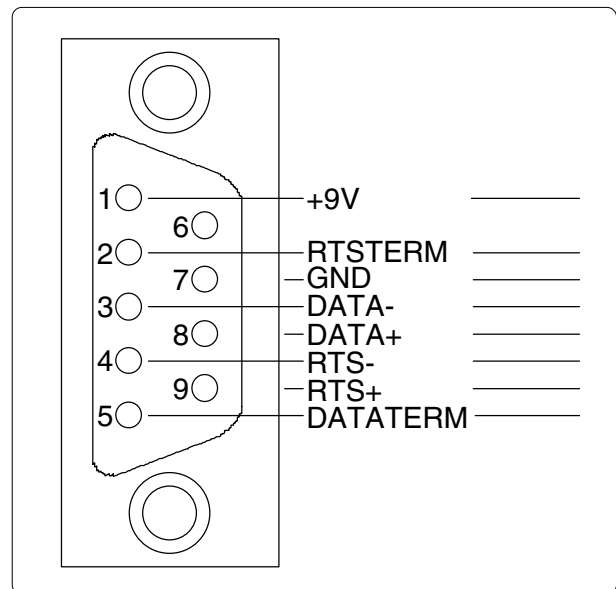 1 +9V
6
2 RTSTERM
7 GND
3 DATA-
8 DATA+
4 RTS-
9 RTS+
5 DATATERM